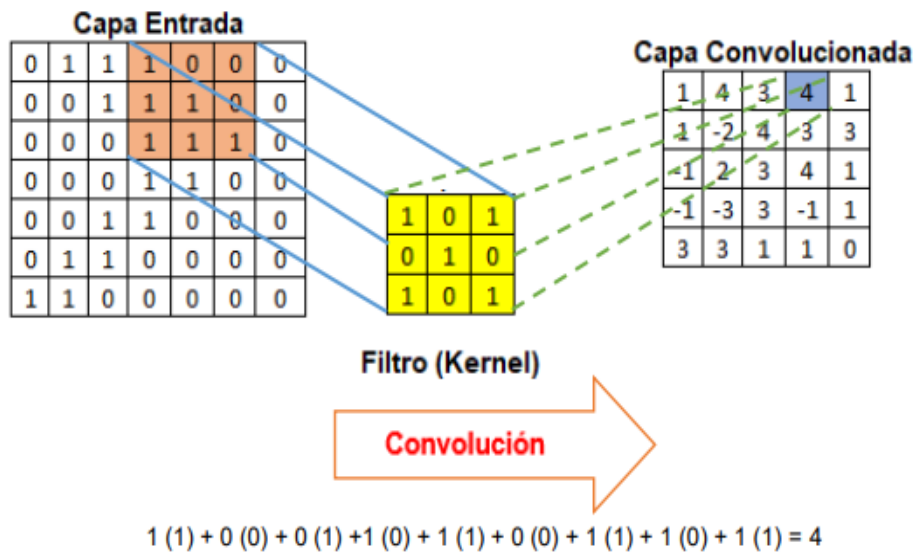 Capa Entrada
0 1 1 1 0 0 0
0 0 1 1 1 0 0
0 0 0 1 1 1 0
0 0 0 1 1 0 0
0 0 1 1 0 0 0
0 1 1 0 0 0 0
1 1 0 0 0 0 0
1 0 1
0 1 0
1 0 1
Filtro (Kernel)
Capa Convolucionada
1 4 3 4 1
1 -2 4 3 3
-1 2 3 4 1
-1 -3 3 -1 1
3 3 1 1 0
Convolución
1 (1) + 0 (0) + 0 (1) +1 (0) + 1 (1) + 0 (0) + 1 (1) + 1 (0) + 1 (1) = 4